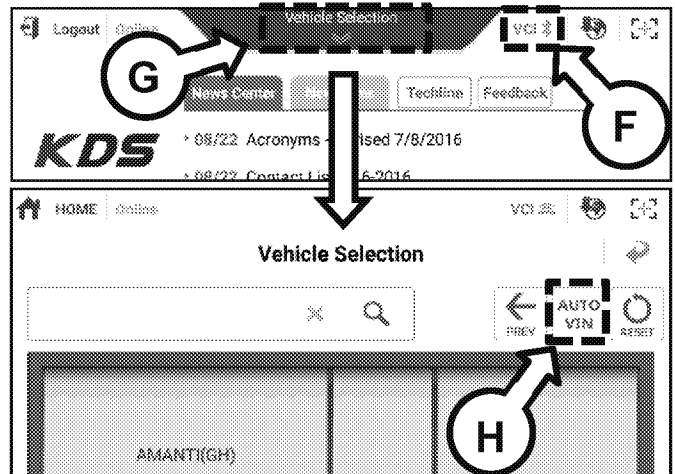 Logout Online Vehicle Selection VCI
G
News Corner Techline Feedback
F
KDS
08/22 Acronyms - ised 7/8/2016
08/22 Contact Lis 6-2016
HOME Online VCI
Vehicle Selection
PREV AUTO VIN RESET
H
AMANTI(GH)